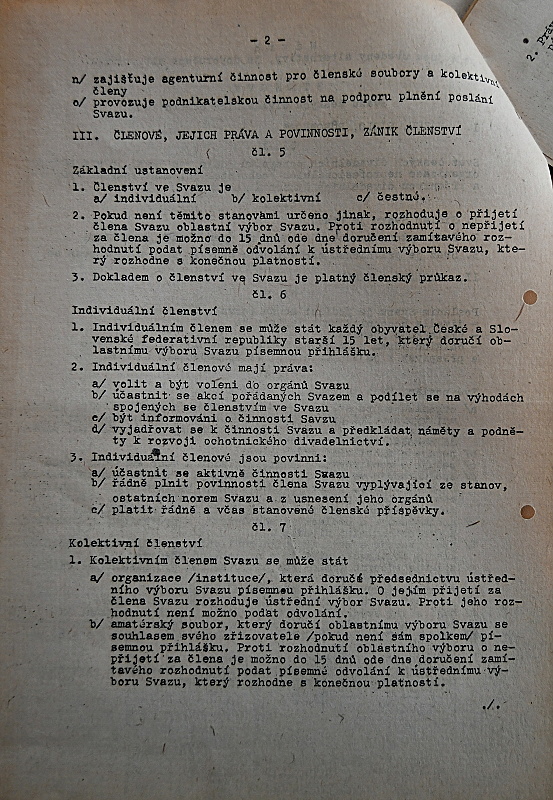 - 2 -
n/ zajišťuje agenturní činnost pro členské soubory a kolektivní
členy
o/ provozuje podnikatelskou činnost na podporu plnění poslání
Svazu.
III. ČLENOVÉ, JEJICH PRÁVA A POVINNOSTI, ZÁNIK ČLENSTVÍ
čl. 5
Základní ustanovení
1. Členství ve Svazu je
a/ individuální b/ kolektivní c/ čestné.
2. Pokud není těmito stanovami určeno jinak, rozhoduje o přijetí
člena Svazu oblastní výbor Svazu. Proti rozhodnutí o nepřijetí
za člena je možno do 15 dnů ode dne doručení zamítavého roz-
hodnutí podat písemně odvolání k ústřednímu výboru Svazu, kte-
rý rozhodne s konečnou platností.
3. Dokladem o členství ve Svazu je platný členský průkaz.
čl. 6
Individuální členství
1. Individuálním členem se může stát každý obyvatel České a Slo-
venské federativní republiky starší 15 let, který doručí ob-
lastnímu výboru Svazu písemnou přihlášku.
2. Individuální členové mají práva:
a/ volit a být voleni do orgánů Svazu
b/ účastnit se akcí pořádaných Svazem a podílet se na výhodách
spojených se členstvím ve Svazu
c/ být informováni o činnosti Savzu
d/ vyjadřovat se k činnosti Svazu a předkládat náměty a podně-
ty k rozvoji ochotnického divadelnictví.
3. Individuální členové jsou povinni:
a/ účastnit se aktivně činnosti Svazu
b/ řádně plnit povinnosti člena Svazu vyplývající ze stanov,
ostatních norem Svazu a z usnesení jeho orgánů
c/ platit řádně a včas stanovené členské příspěvky.
čl. 7
Kolektivní členství
1. Kolektivním členem Svazu se může stát
a/ organizace /instituce/, která doručí předsednictvu ústřed-
ního výboru Svazu písemnou přihlášku. O jejím přijetí za
člena Svazu rozhoduje ústřední výbor Svazu. Proti jeho roz-
hodnutí není možno podat odvolání.
b/ amatérský soubor, který doručí oblastnímu výboru Svazu se
souhlasem svého zřizovatele /pokud není sám spolkem/ pí-
semnou přihlášku. Proti rozhodnutí oblastního výboru o ne-
přijetí za člena je možno do 15 dnů ode dne doručení zamí-
tavého rozhodnutí podat písemné odvolání k ústřednímu vý-
boru Svazu, který rozhodne s konečnou platností.
./.